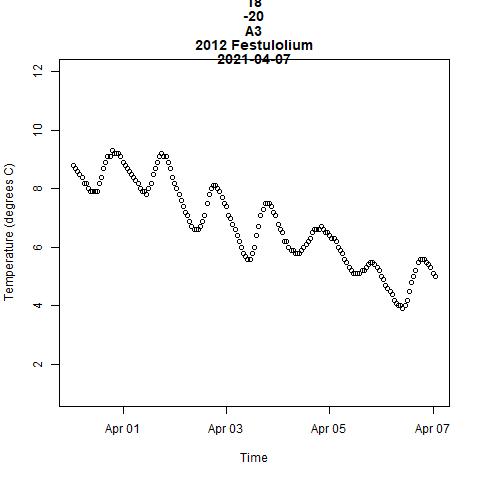 18
-20
A3
2012 Festulolium
2021-04-07
Temperature (degrees C)
12
10
8
6
4
2
Apr 01
Apr 03
Apr 05
Apr 07
Time